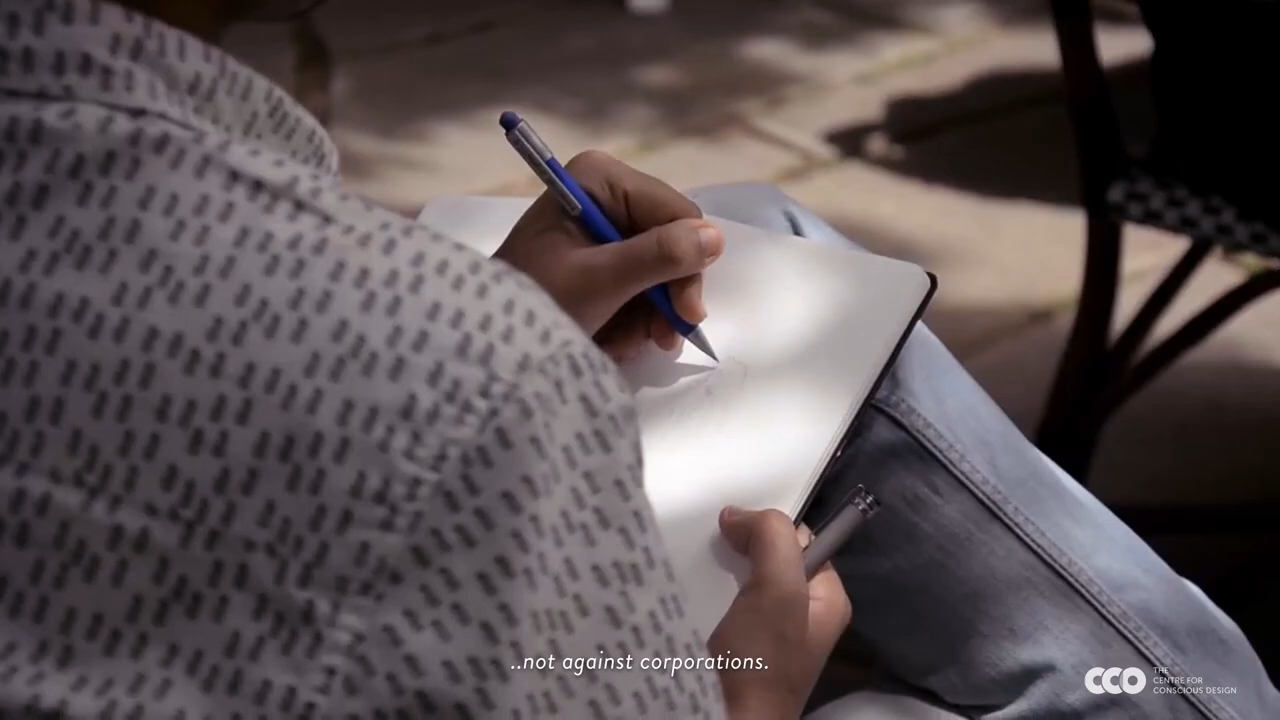 ..not against corporations.
CCD
THE
CENTRE FOR
CONSCIOUS DESIGN